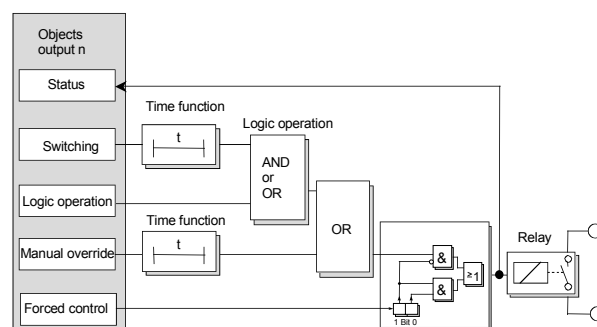 Objects
output n
Status
Time function
t
Logic operation
Switching
AND
or
OR
Logic operation
Time function
OR
Relay
Manual override
t
&
≥1
&
Forced control
1 Bit 0